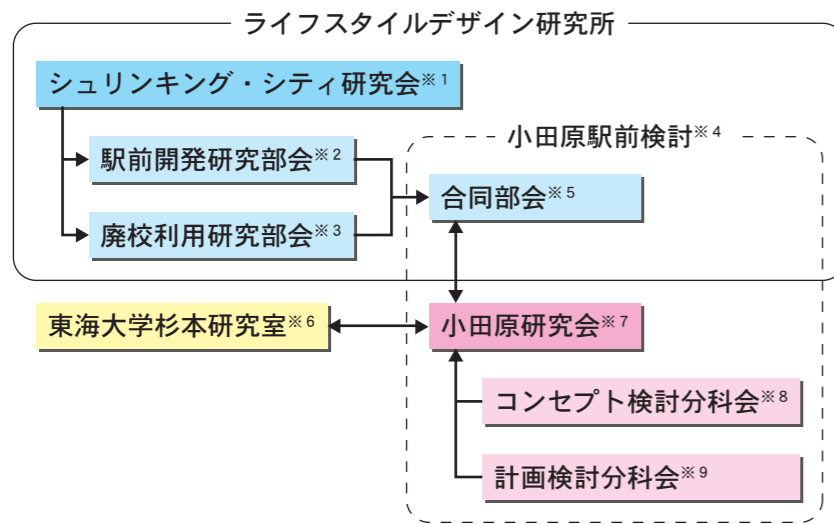 ライフスタイルデザイン研究所
シュリンキング・シティ研究会※1
小田原駅前検討※4
駅前開発研究部会※2
合同部会※5
廃校利用研究部会※3
東海大学杉本研究室※6
小田原研究会※7
コンセプト検討分科会※8
計画検討分科会※9